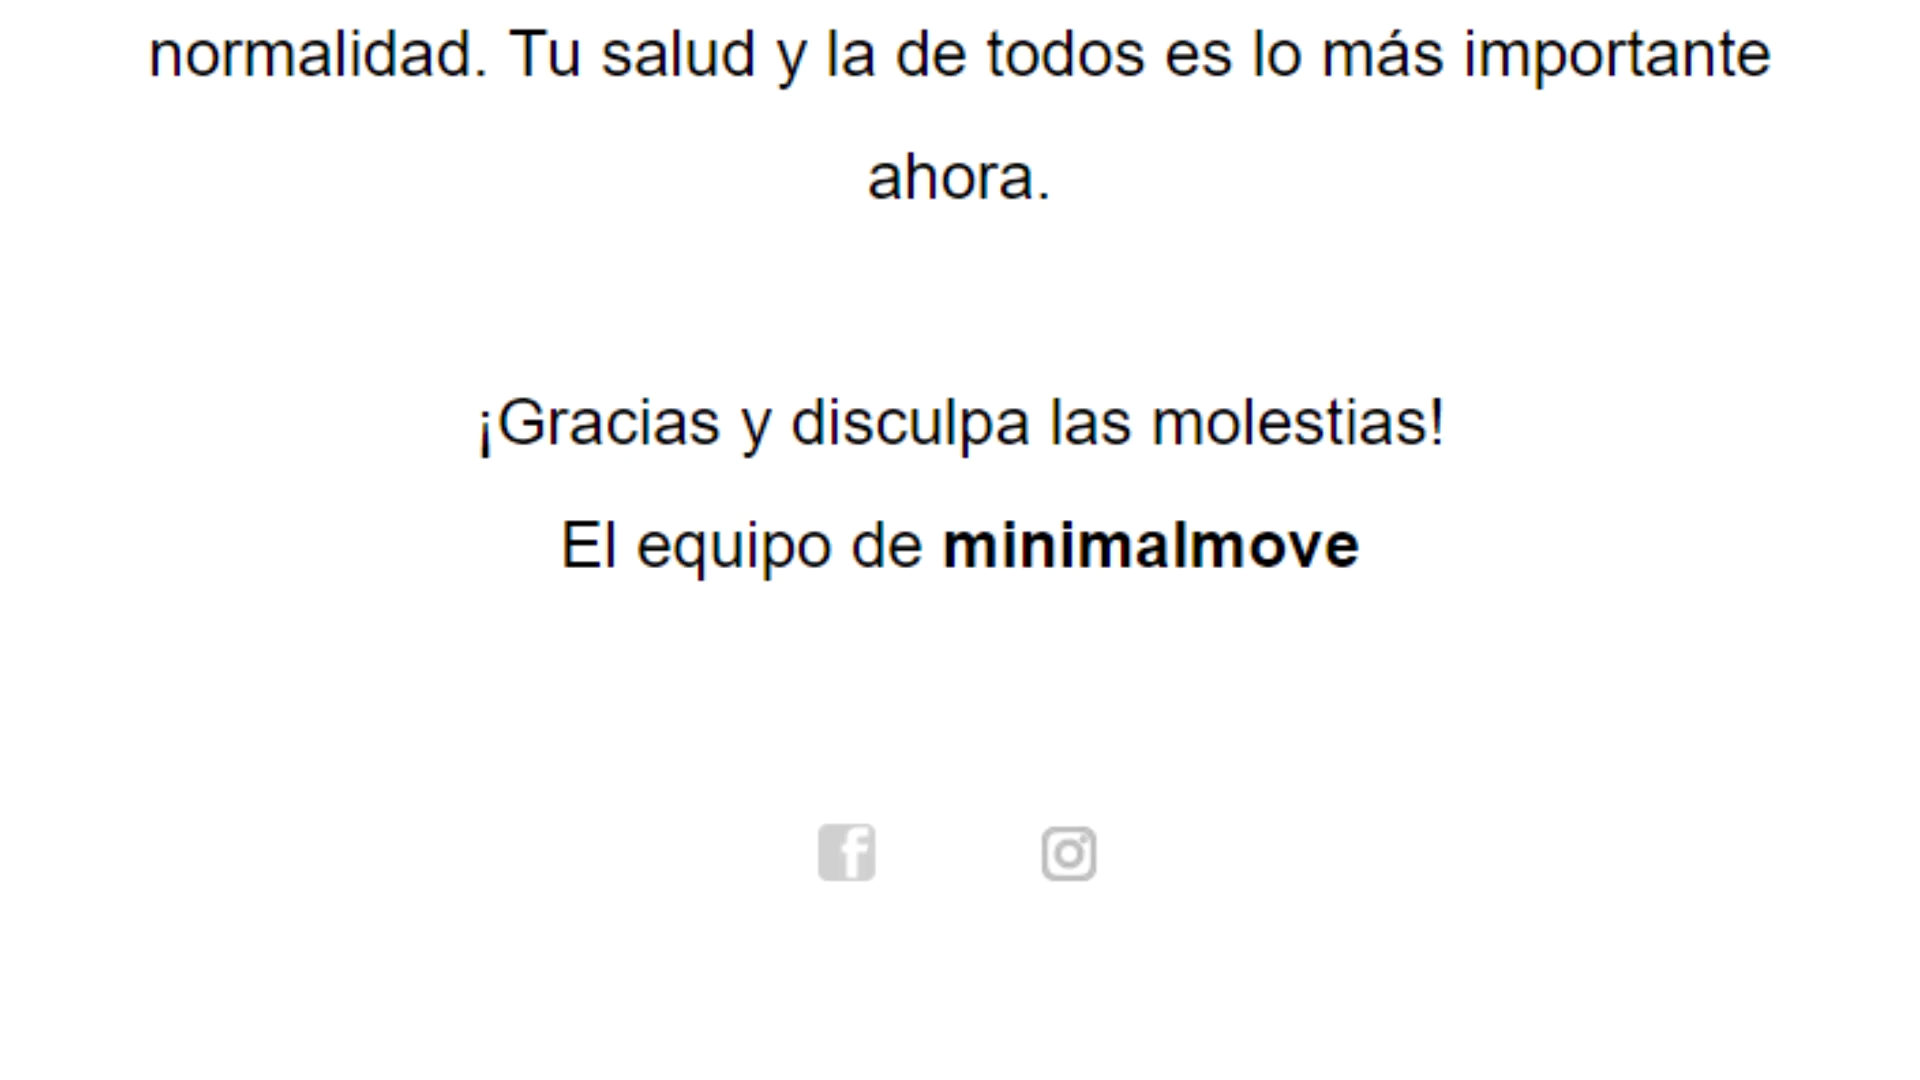 normalidad. Tu salud y la de todos es lo más importante
ahora.
¡Gracias y disculpa las molestias!
El equipo de minimalmove